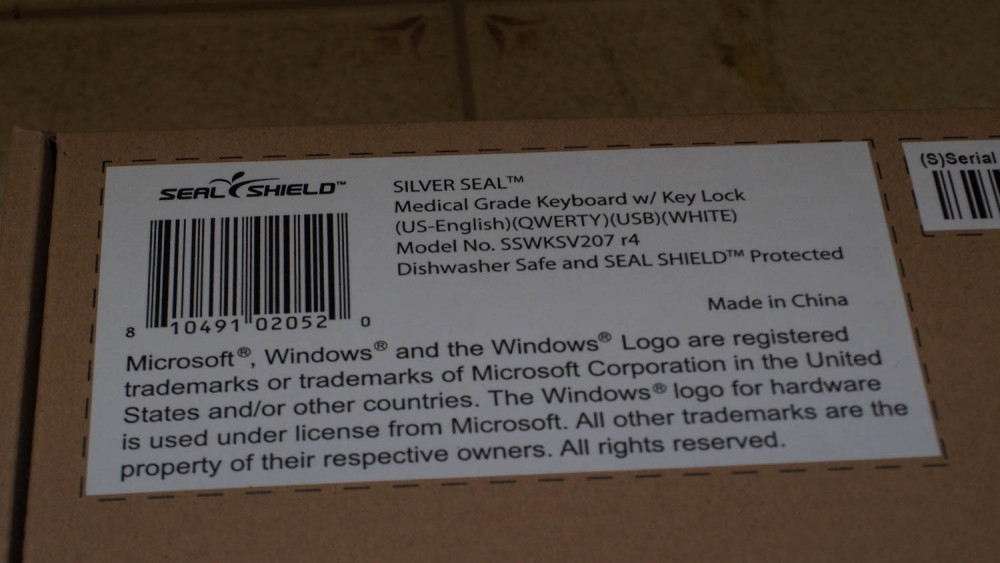 SEAL SHIELD™
SILVER SEAL™
Medical Grade Keyboard w/ Key Lock
(US-English)(QWERTY)(USB)(WHITE)
Model No. SSWKSV207 r4
Dishwasher Safe and SEAL SHIELD™ Protected
8 10491 02052 0
Made in China
Microsoft®, Windows® and the Windows® Logo are registered
trademarks or trademarks of Microsoft Corporation in the United
States and/or other countries. The Windows® logo for hardware
is used under license from Microsoft. All other trademarks are the
property of their respective owners. All rights reserved.
(S)Serial